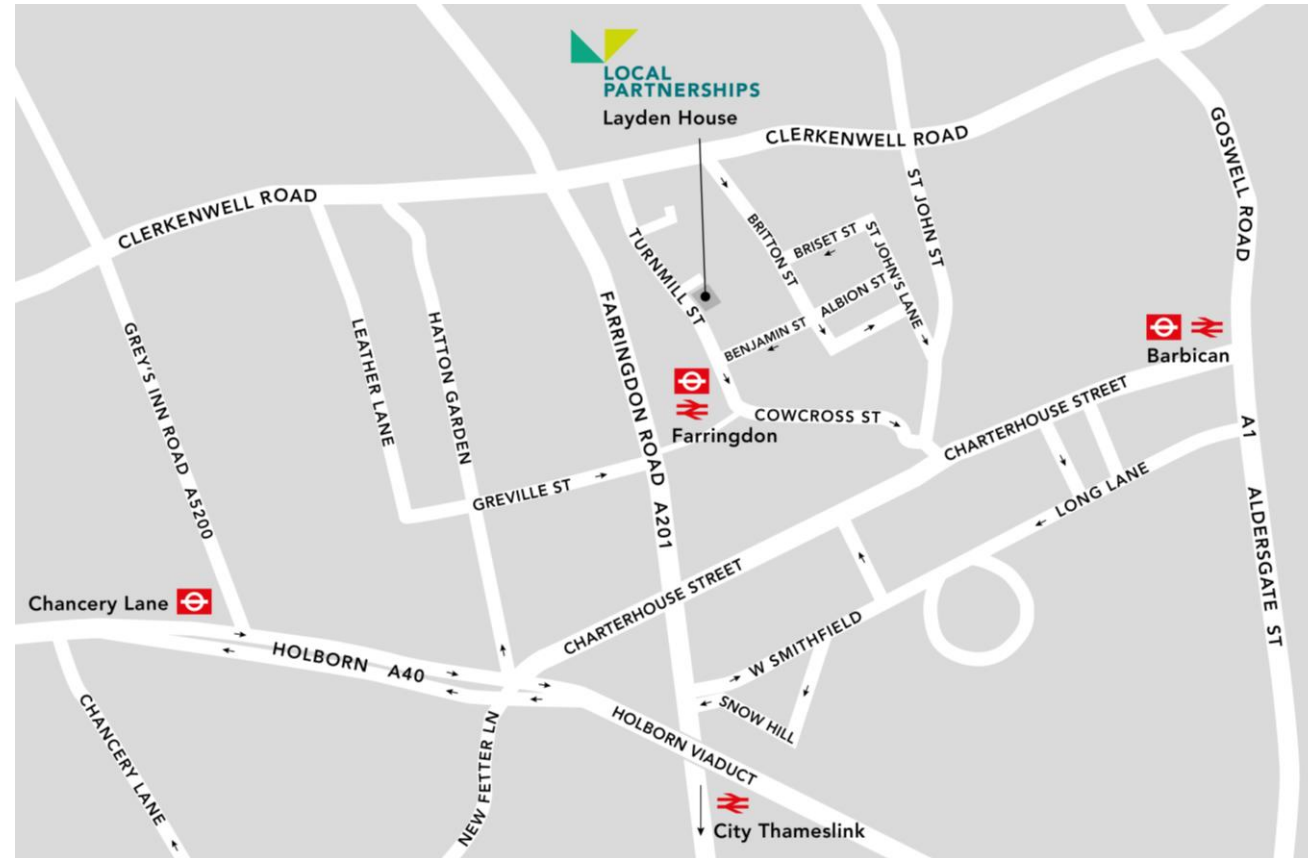 LOCAL
PARTNERSHIPS
Layden House
CLERKENWELL ROAD
CLERKENWELL ROAD
GOSWELL ROAD
ST JOHN ST
BRITTON ST
BRISET ST
ST JOHN'S LANE
TURNMILL ST
ALBION ST
BENJAMIN ST
FARRINGDON ROAD A201
LEATHER LANE
HATTON GARDEN
GREY'S INN ROAD A5200
Barbican
Farringdon
COWCROSS ST
CHARTERHOUSE STREET
A1 ALDERSGATE ST
GREVILLE ST
LONG LANE
CHARTERHOUSE STREET
Chancery Lane
HOLBORN A40
W SMITHFIELD
SNOW HILL
HOLBORN VIADUCT
CHANCERY LANE
NEW FETTER LN
City Thameslink